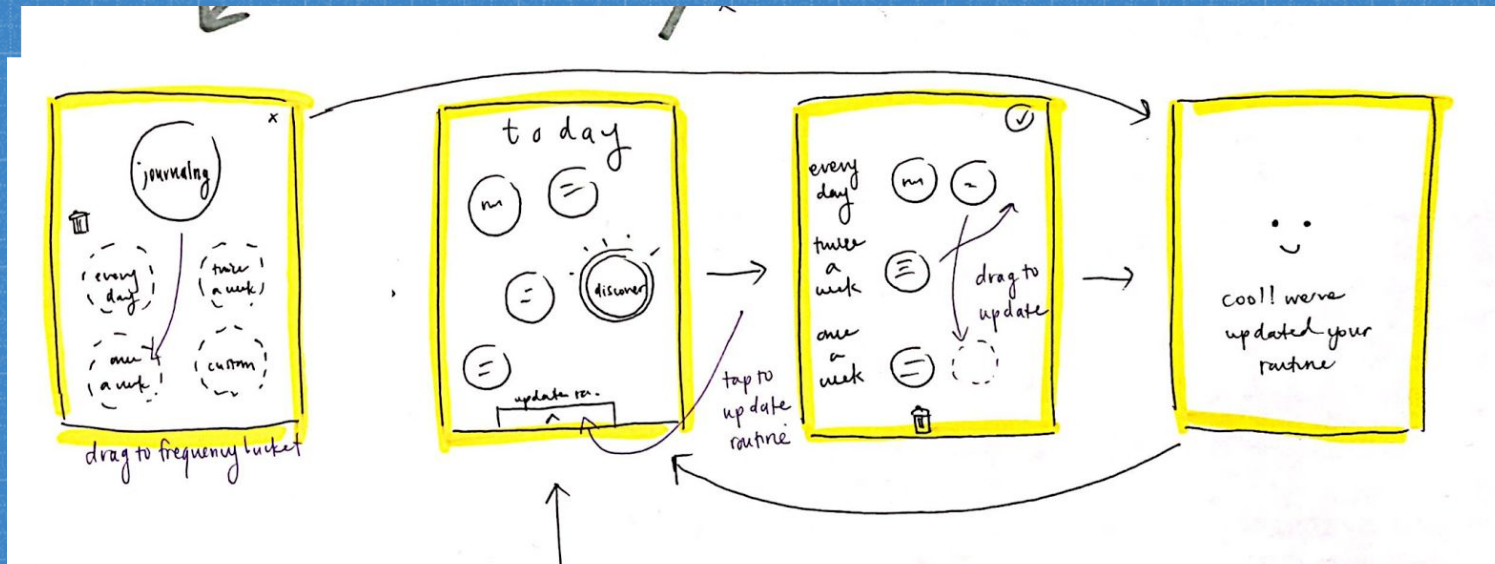 x
journaling
every
day
twice
a week
once
a week
custom
drag to frequency bucket
today
discover
update
tap to
update
routine
every
day
twice
a
week
once
a
week
drag to
update
cool! we've
updated your
routine